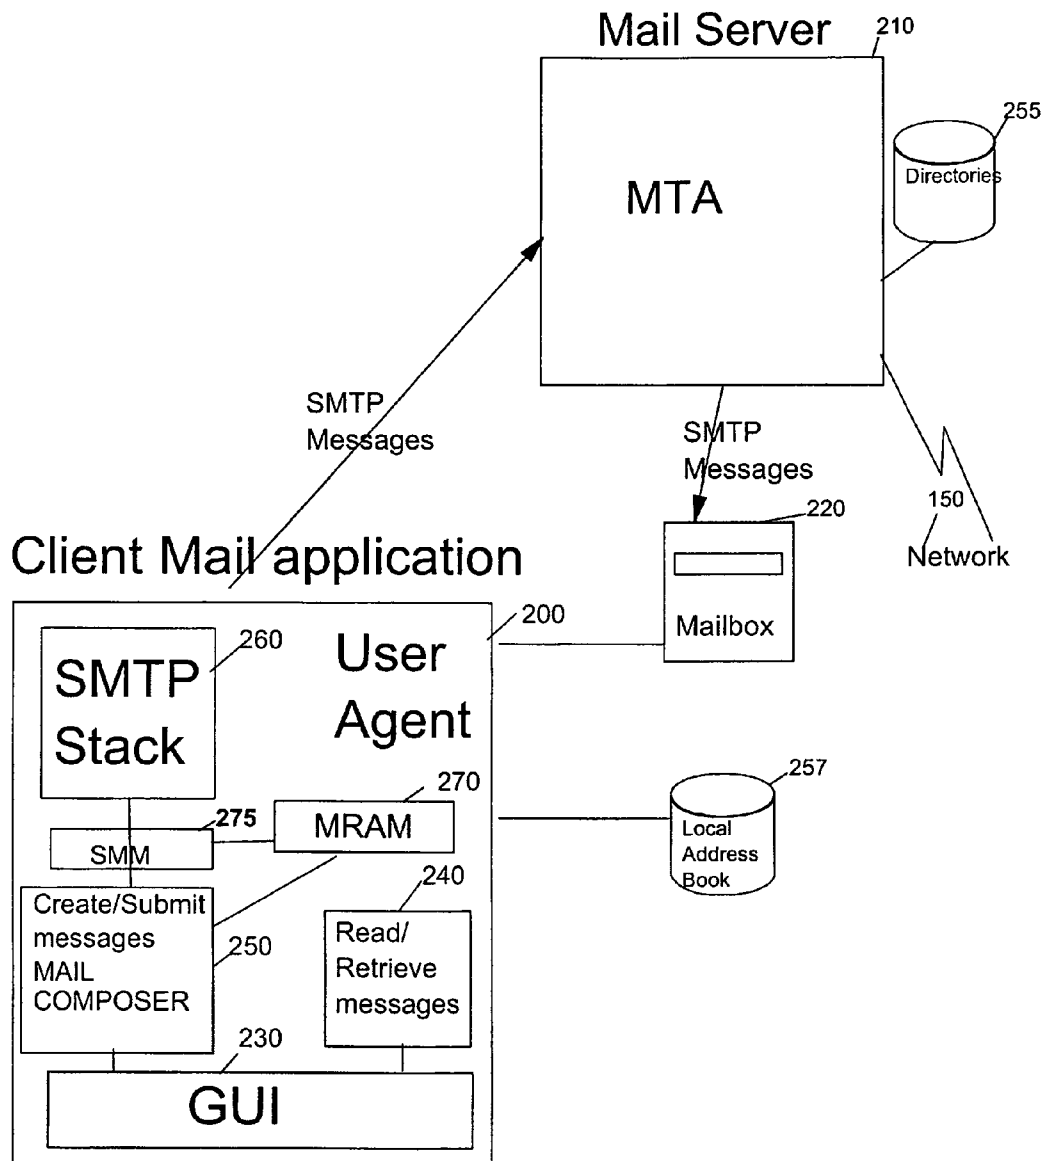 Mail Server
210
255
Directories
MTA
SMTP
Messages
SMTP
Messages
150
Network
220
Mailbox
Client Mail application
200
260
SMTP
Stack
User
Agent
257
Local
Address
Book
270
MRAM
275
SMM
240
Create/Submit
messages
MAIL
COMPOSER
250
Read/
Retrieve
messages
230
GUI